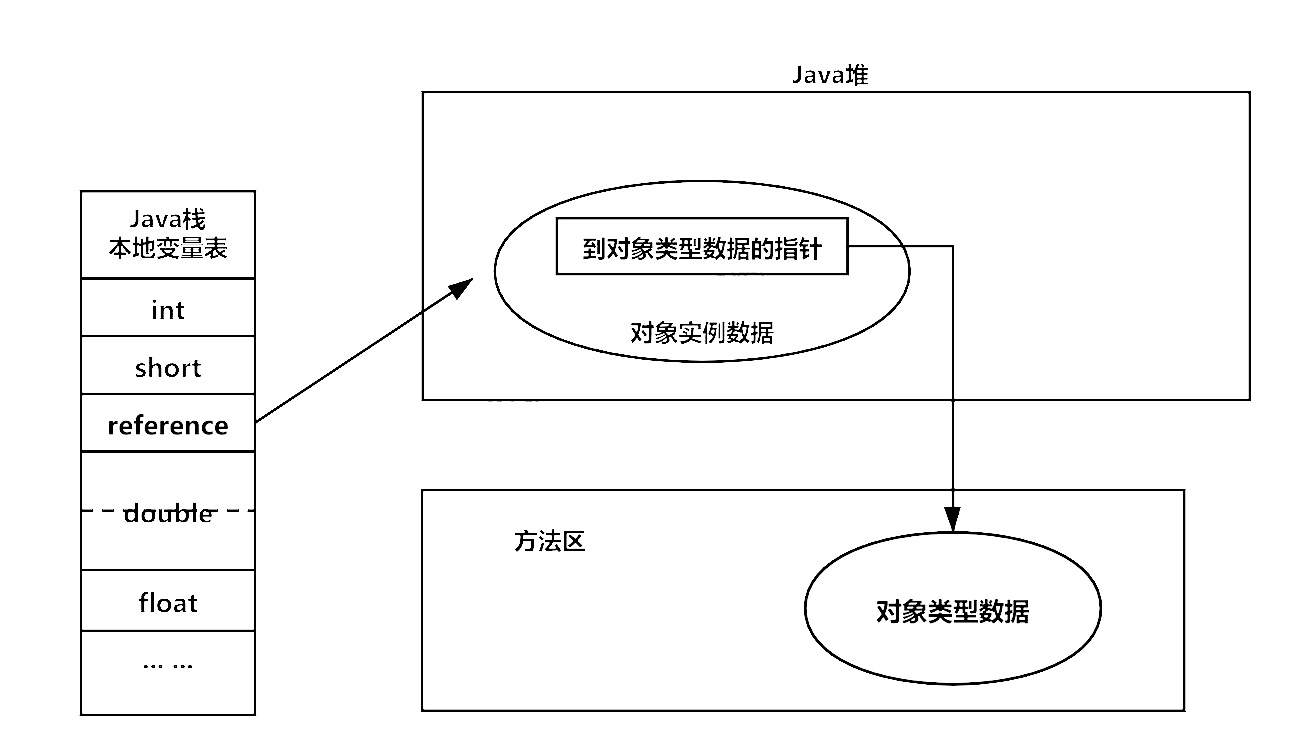 Java堆
Java栈
本地变量表
int
short
reference
double
float
... ...
到对象类型数据的指针
对象实例数据
方法区
对象类型数据